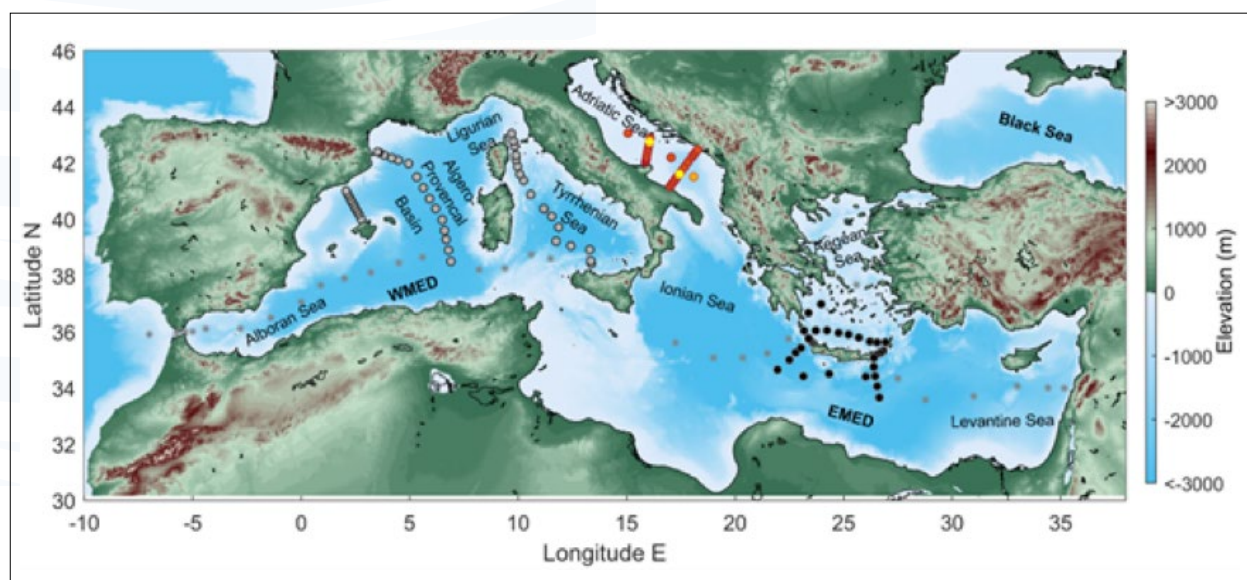 46
44
42
40
38
36
34
32
30
-10
-5
0
5
10
15
20
25
30
35
Latitude N
Longitude E
Adriatic Sea
Ligurian
Sea
Algero-
Provencal
Basin
Tyrrhenian
Sea
Black Sea
Aegean
Sea
WMED
Alboran Sea
Ionian Sea
EMED
Levantine Sea
>3000
2000
1000
0
-1000
-2000
<-3000
Elevation (m)